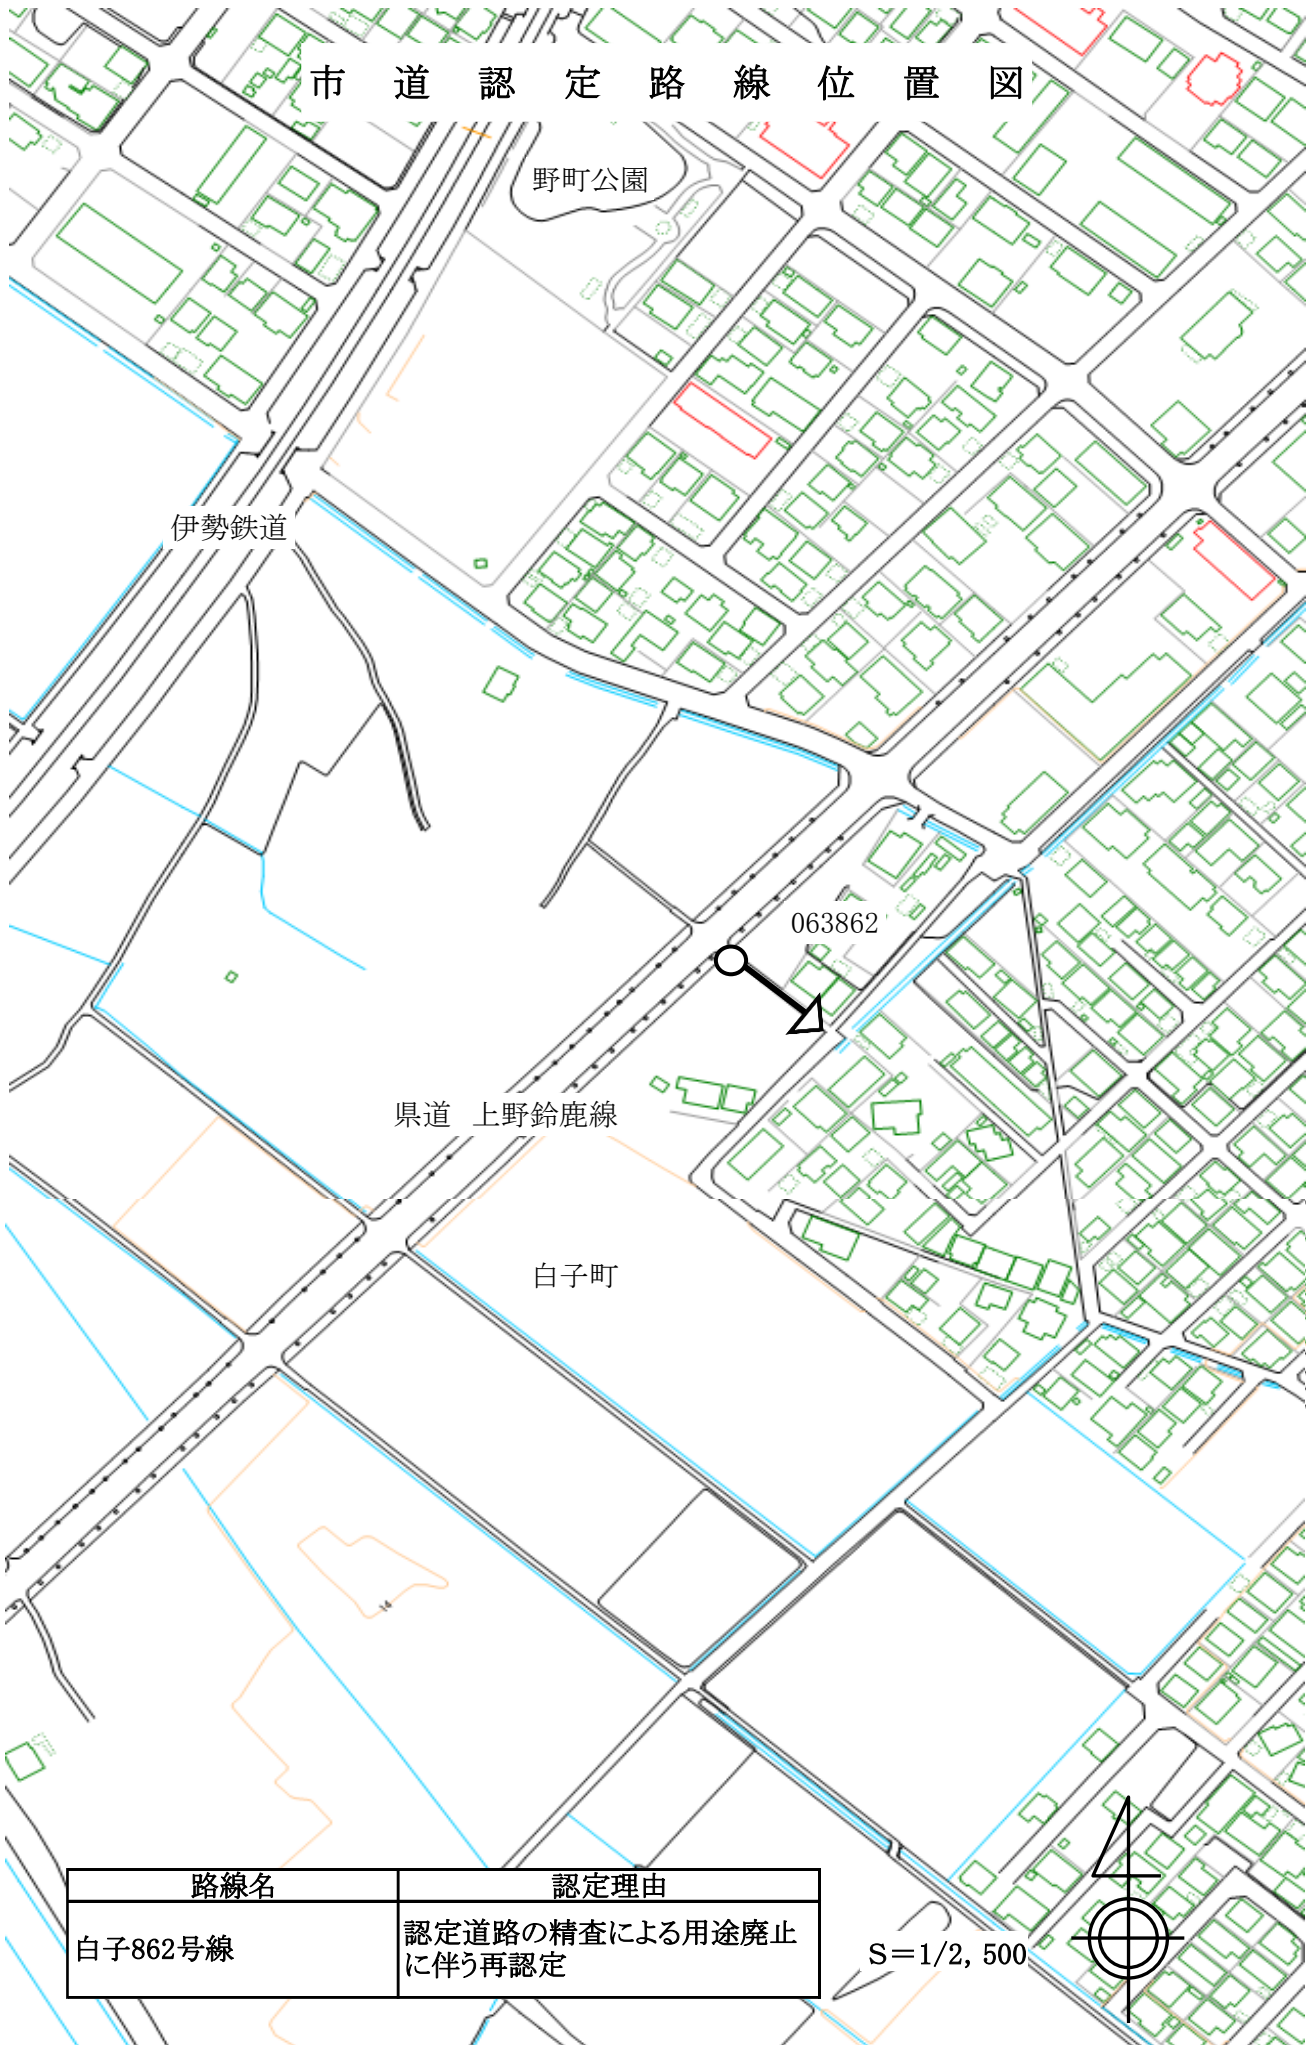 市道認定路線位置図
野町公園
伊勢鉄道
063862
県道 上野鈴鹿線
白子町
14
路線名 認定理由
白子862号線 認定道路の精査による用途廃止
に伴う再認定
S=1/2,500